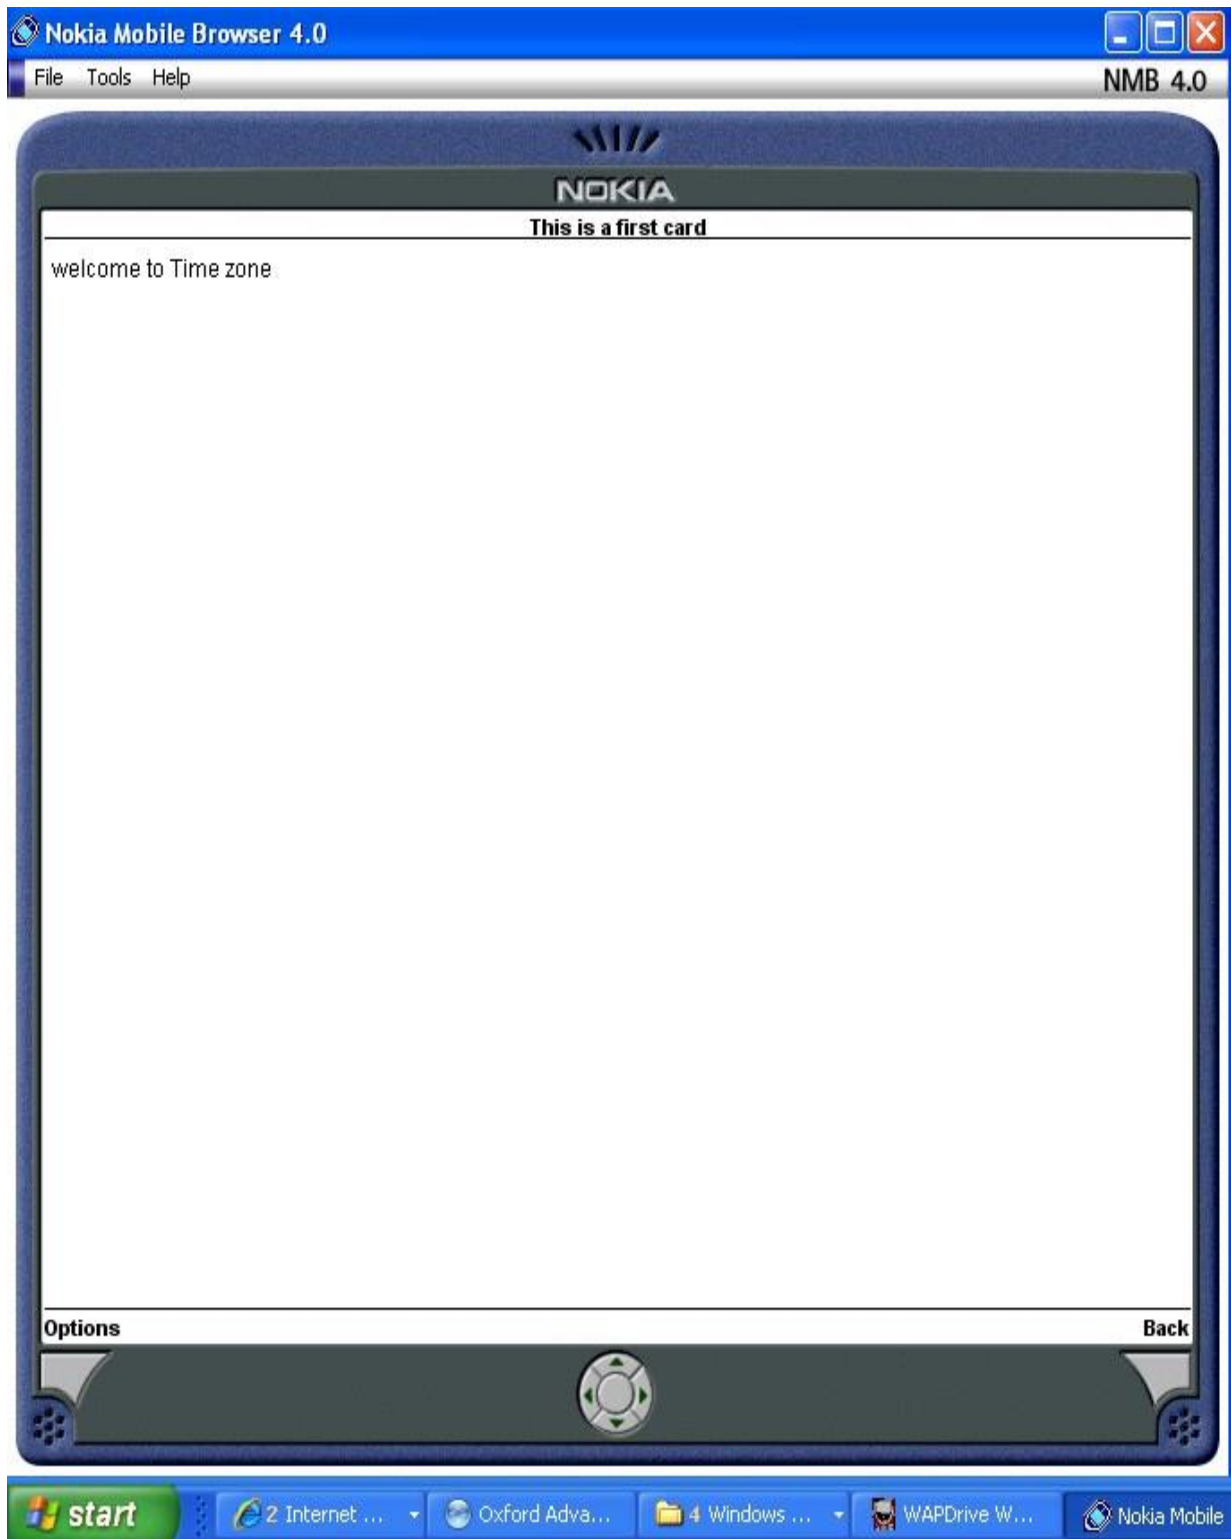 Nokia Mobile Browser 4.0
File Tools Help NMB 4.0
NOKIA
This is a first card
welcome to Time zone
Options Back
start 2 Internet ... Oxford Adva... 4 Windows ... WAPDrive W... Nokia Mobile